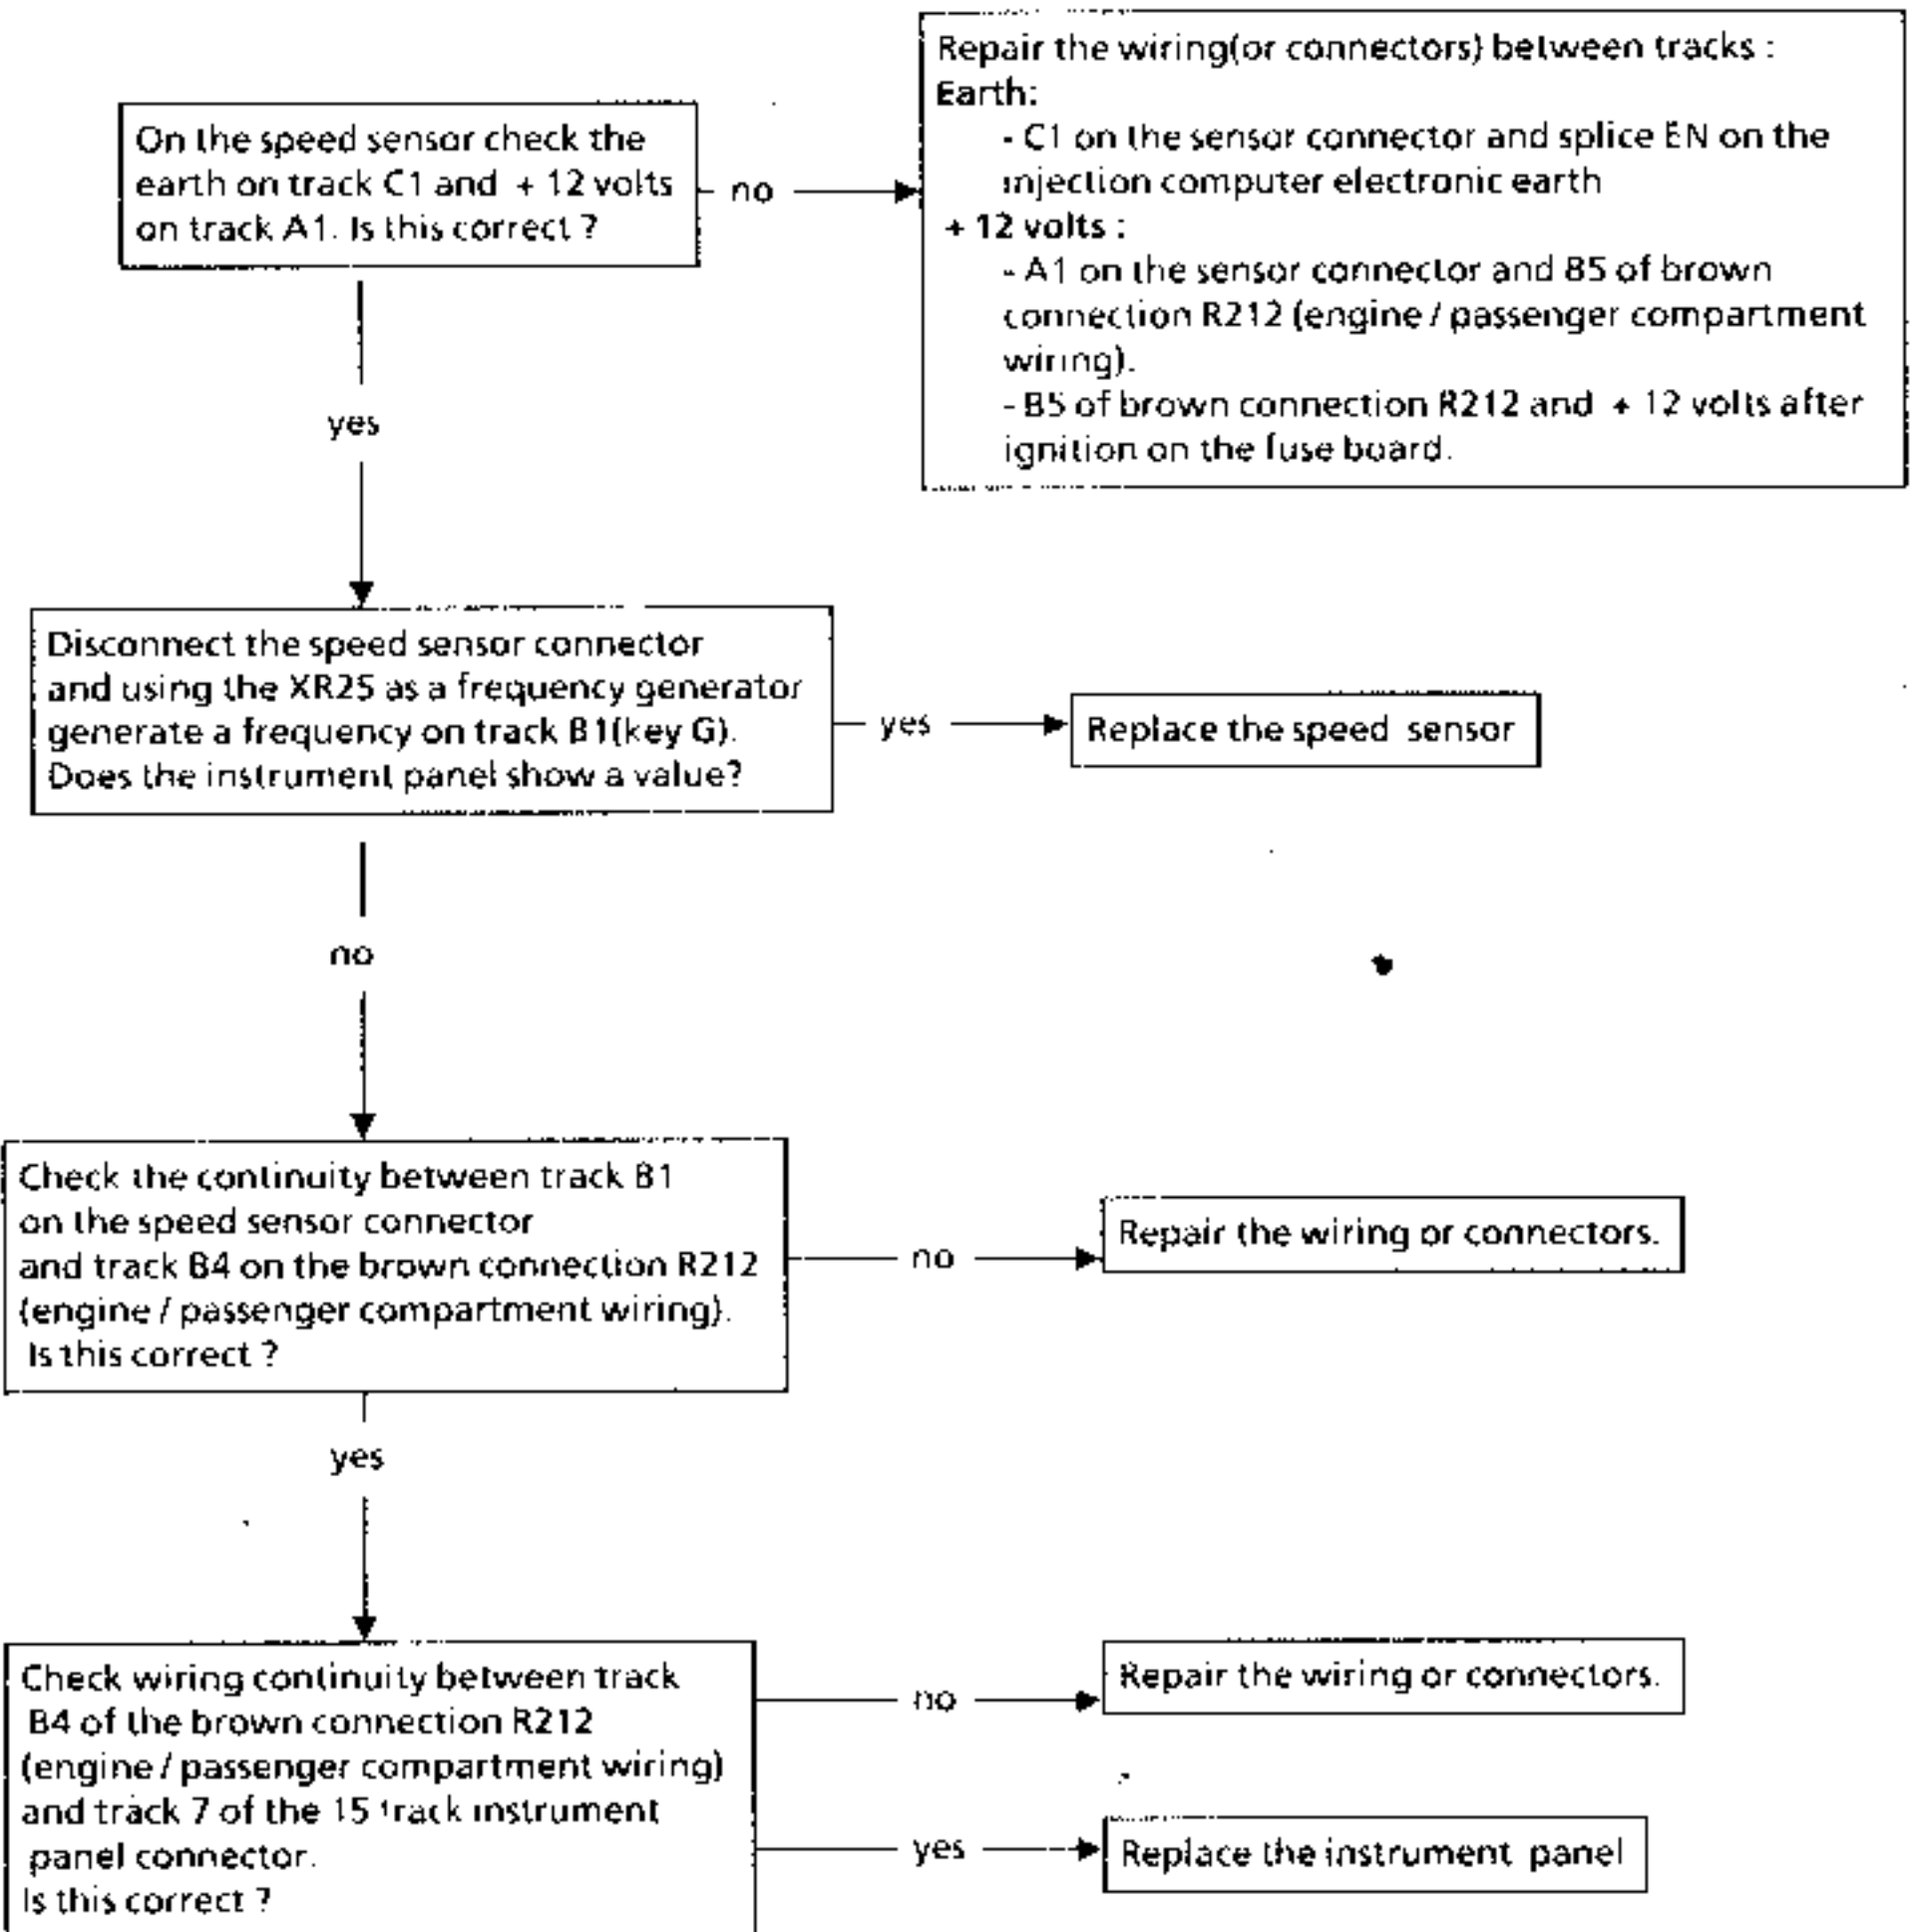 On the speed sensor check the
earth on track C1 and + 12 volts
on track A1. Is this correct ?
no
Repair the wiring(or connectors) between tracks :
Earth:
- C1 on the sensor connector and splice EN on the
injection computer electronic earth
+ 12 volts :
- A1 on the sensor connector and B5 of brown
connection R212 (engine / passenger compartment
wiring).
- B5 of brown connection R212 and + 12 volts after
ignition on the fuse board.
yes
Disconnect the speed sensor connector
and using the XR25 as a frequency generator
generate a frequency on track B1(key G).
Does the instrument panel show a value?
yes
Replace the speed sensor
no
Check the continuity between track B1
on the speed sensor connector
and track B4 on the brown connection R212
(engine / passenger compartment wiring).
Is this correct ?
no
Repair the wiring or connectors.
yes
Check wiring continuity between track
B4 of the brown connection R212
(engine / passenger compartment wiring)
and track 7 of the 15 track instrument
panel connector.
Is this correct ?
no
Repair the wiring or connectors.
yes
Replace the instrument panel